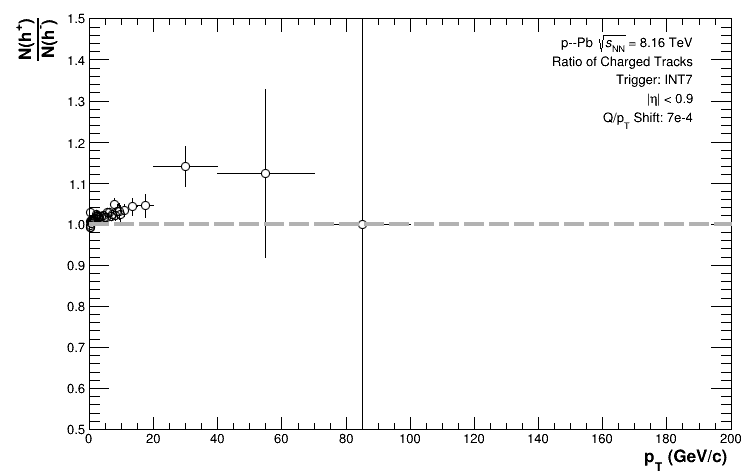 N(h+)
N(h-)
1.5
1.4
1.3
1.2
1.1
1.0
0.9
0.8
0.7
0.6
0.5
p--Pb √sNN = 8.16 TeV
Ratio of Charged Tracks
Trigger: INT7
|η| < 0.9
Q/pT Shift: 7e-4
0 20 40 60 80 100 120 140 160 180 200
pT (GeV/c)